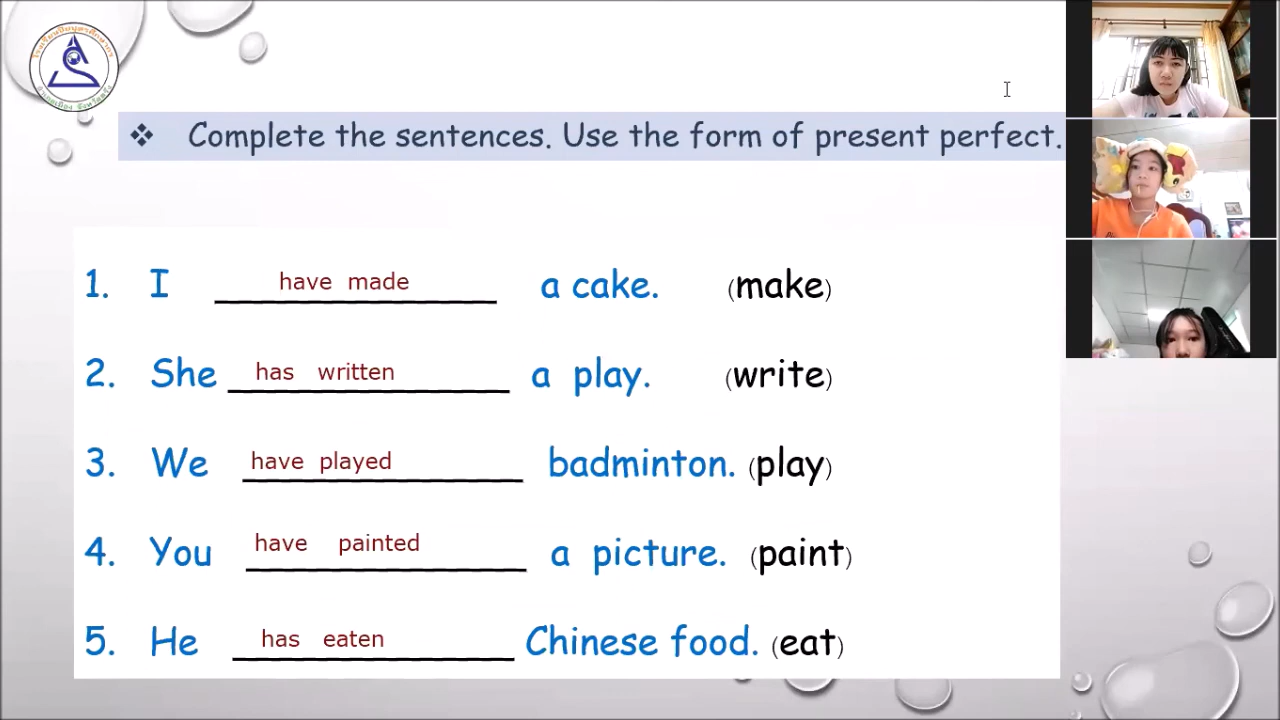 ❖ Complete the sentences. Use the form of present perfect.
1. I have made a cake. (make)
2. She has written a play. (write)
3. We have played badminton. (play)
4. You have painted a picture. (paint)
5. He has eaten Chinese food. (eat)